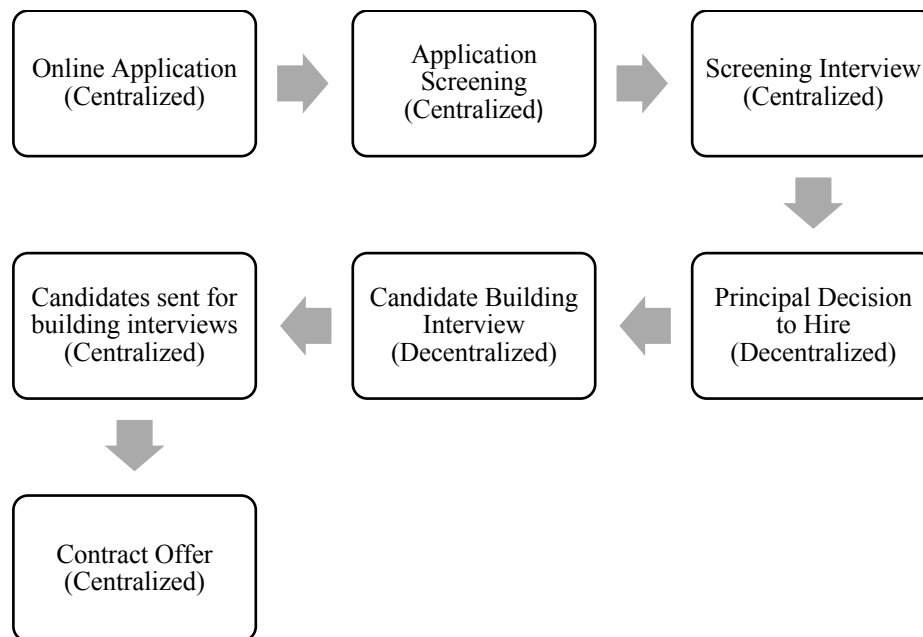 Online Application
(Centralized)
Application
Screening
(Centralized)
Screening Interview
(Centralized)
Principal Decision
to Hire
(Decentralized)
Candidate Building
Interview
(Decentralized)
Candidates sent for
building interviews
(Centralized)
Contract Offer
(Centralized)